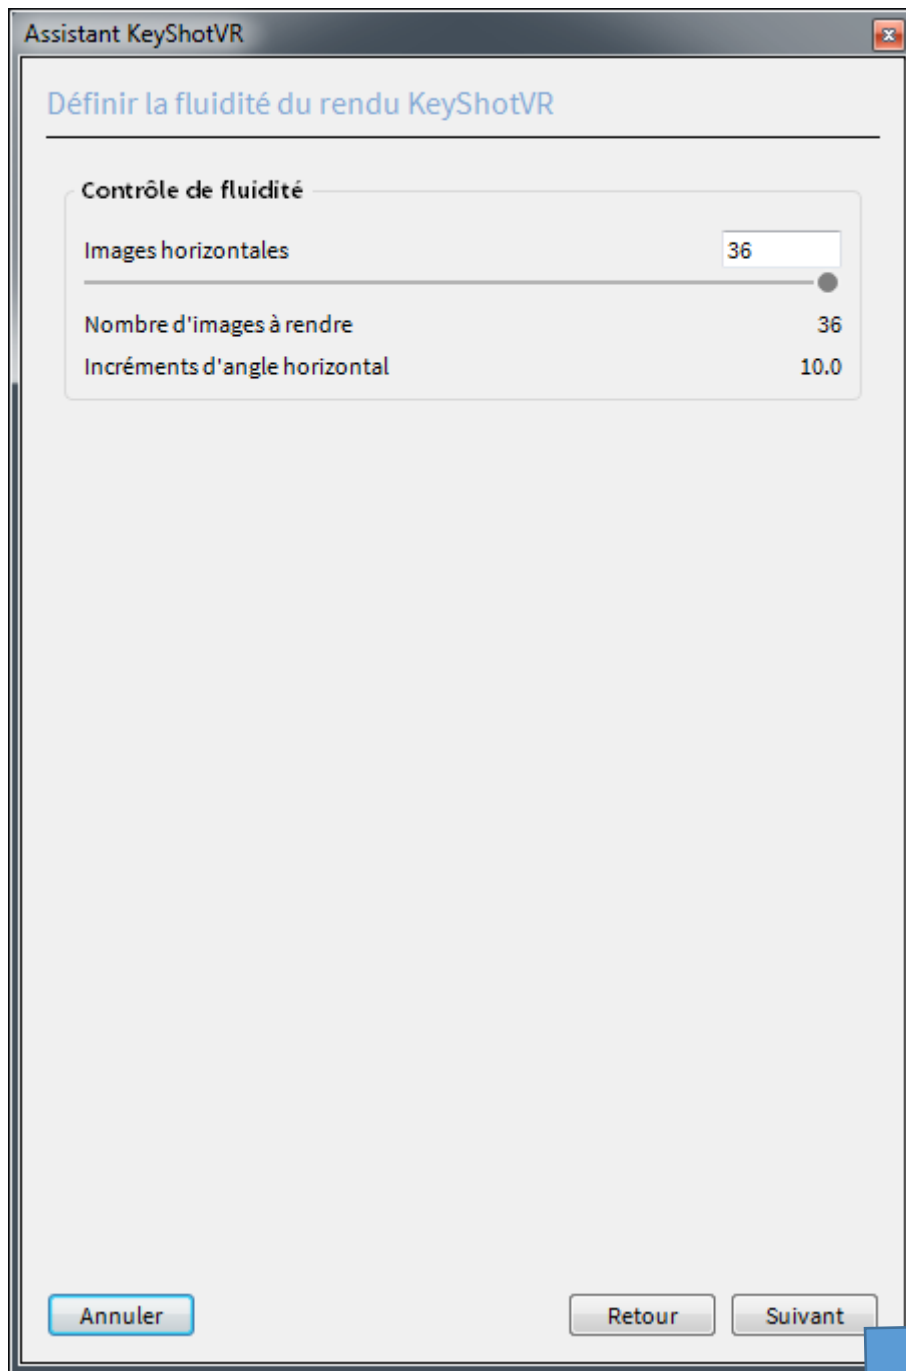 Assistant KeyShotVR
Définir la fluidité du rendu KeyShotVR
Contrôle de fluidité
Images horizontales 36
Nombre d'images à rendre 36
Incréments d'angle horizontal 10.0
Annuler Retour Suivant